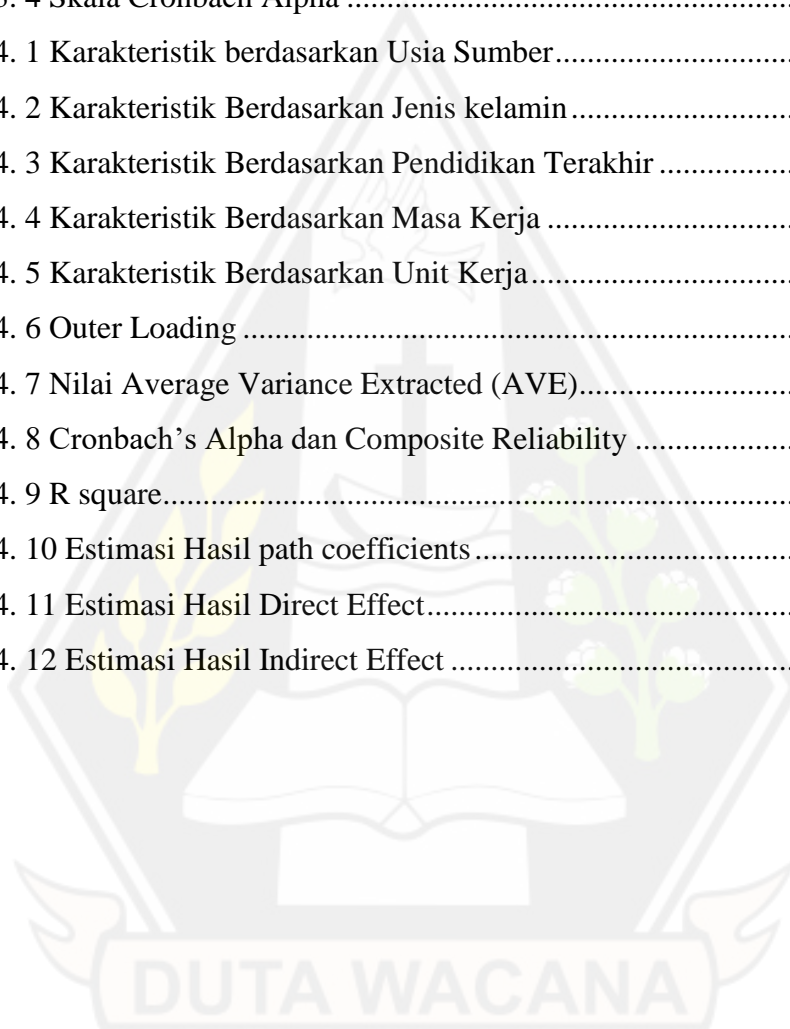 3. 4 Skala Cronbach Alpha ..............................................................
4. 1 Karakteristik berdasarkan Usia Sumber..............................
4. 2 Karakteristik Berdasarkan Jenis kelamin............................
4. 3 Karakteristik Berdasarkan Pendidikan Terakhir .................
4. 4 Karakteristik Berdasarkan Masa Kerja ...............................
4. 5 Karakteristik Berdasarkan Unit Kerja.................................
4. 6 Outer Loading .....................................................................
4. 7 Nilai Average Variance Extracted (AVE)...........................
4. 8 Cronbach’s Alpha dan Composite Reliability ....................
4. 9 R square...............................................................................
4. 10 Estimasi Hasil path coefficients........................................
4. 11 Estimasi Hasil Direct Effect..............................................
4. 12 Estimasi Hasil Indirect Effect ...........................................
DUTA WACANA